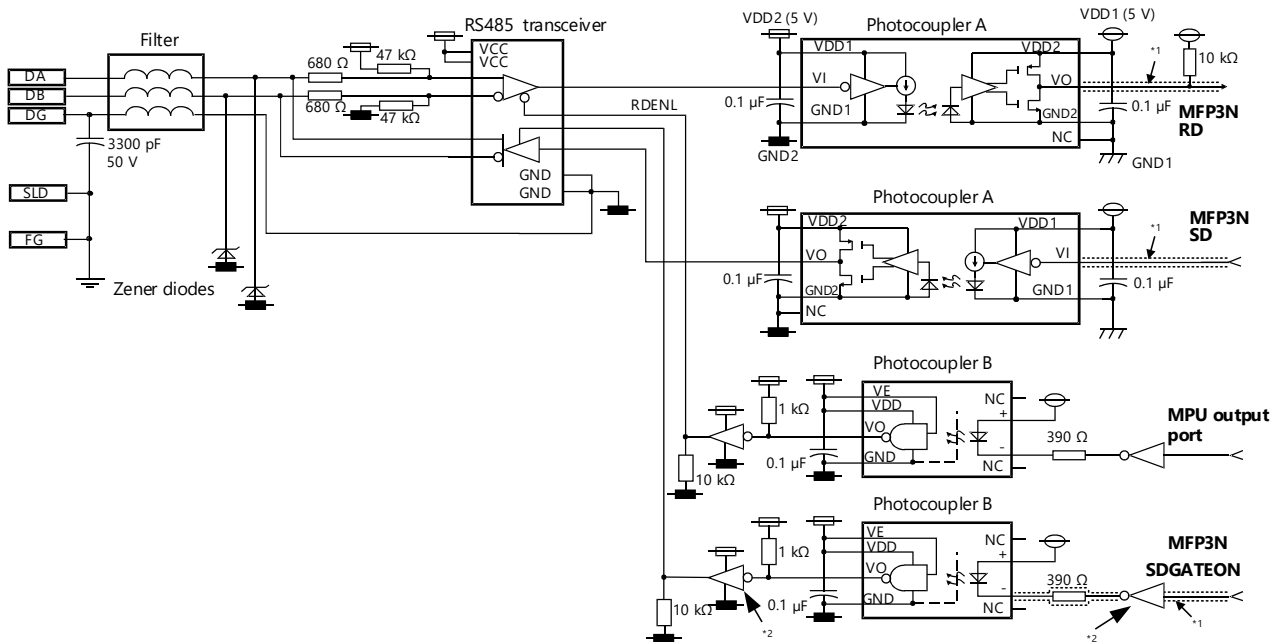 Filter
RS485 transceiver
VDD2 (5 V)
Photocoupler A
VDD1 (5 V)
DA
DB
DG
680 Ω
680 Ω
47 kΩ
47 kΩ
VCC
VCC
RDENL
GND
GND
3300 pF
50 V
SLD
FG
Zener diodes
0.1 µF
VDD1
VI
GND1
VDD2
VO
GND2
NC
GND2
*1
10 kΩ
0.1 µF
MFP3N
RD
GND1
Photocoupler A
0.1 µF
VDD2
VO
GND2
NC
VDD1
VI
GND1
MFP3N
SD
*1
0.1 µF
Photocoupler B
1 kΩ
10 kΩ
0.1 µF
VE
VDD
VO
GND
NC
+
-
NC
390 Ω
MPU output
port
Photocoupler B
1 kΩ
10 kΩ
*2
0.1 µF
VE
VDD
VO
GND
NC
+
-
NC
390 Ω
MFP3N
SDGATEON
*2
*1